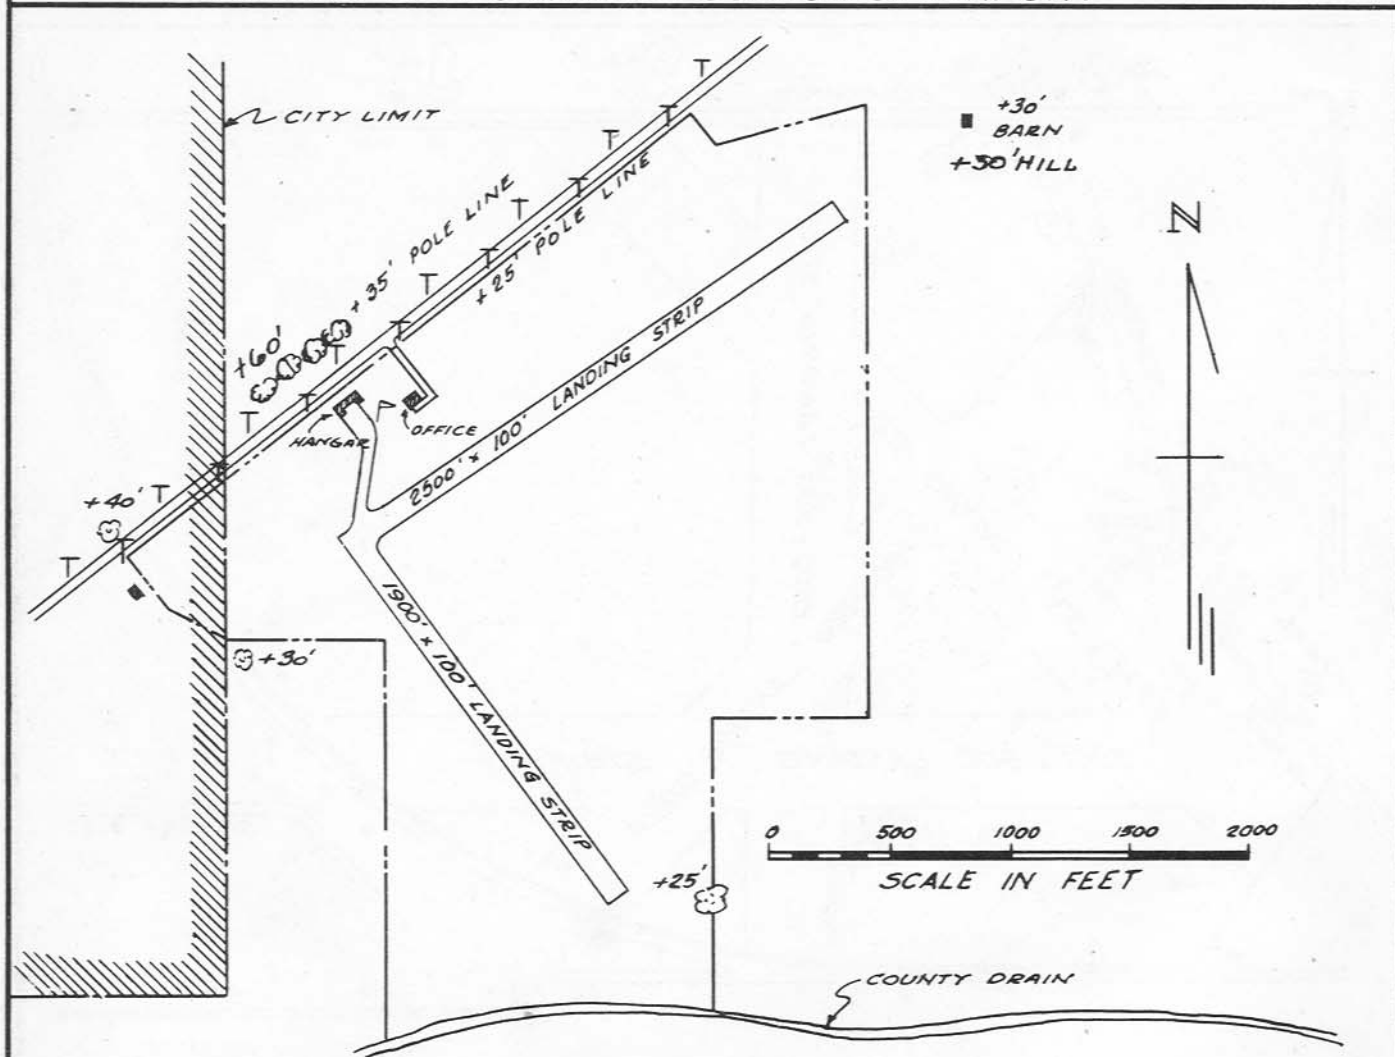 CITY LIMIT
+30'
BARN
+50' HILL
N
+ 35' POLE LINE
+ 25' POLE LINE
+60'
HANGAR
OFFICE
2500' x 100' LANDING STRIP
+40'
1900' x 100' LANDING STRIP
+30'
0 500 1000 1500 2000
SCALE IN FEET
+25'
COUNTY DRAIN